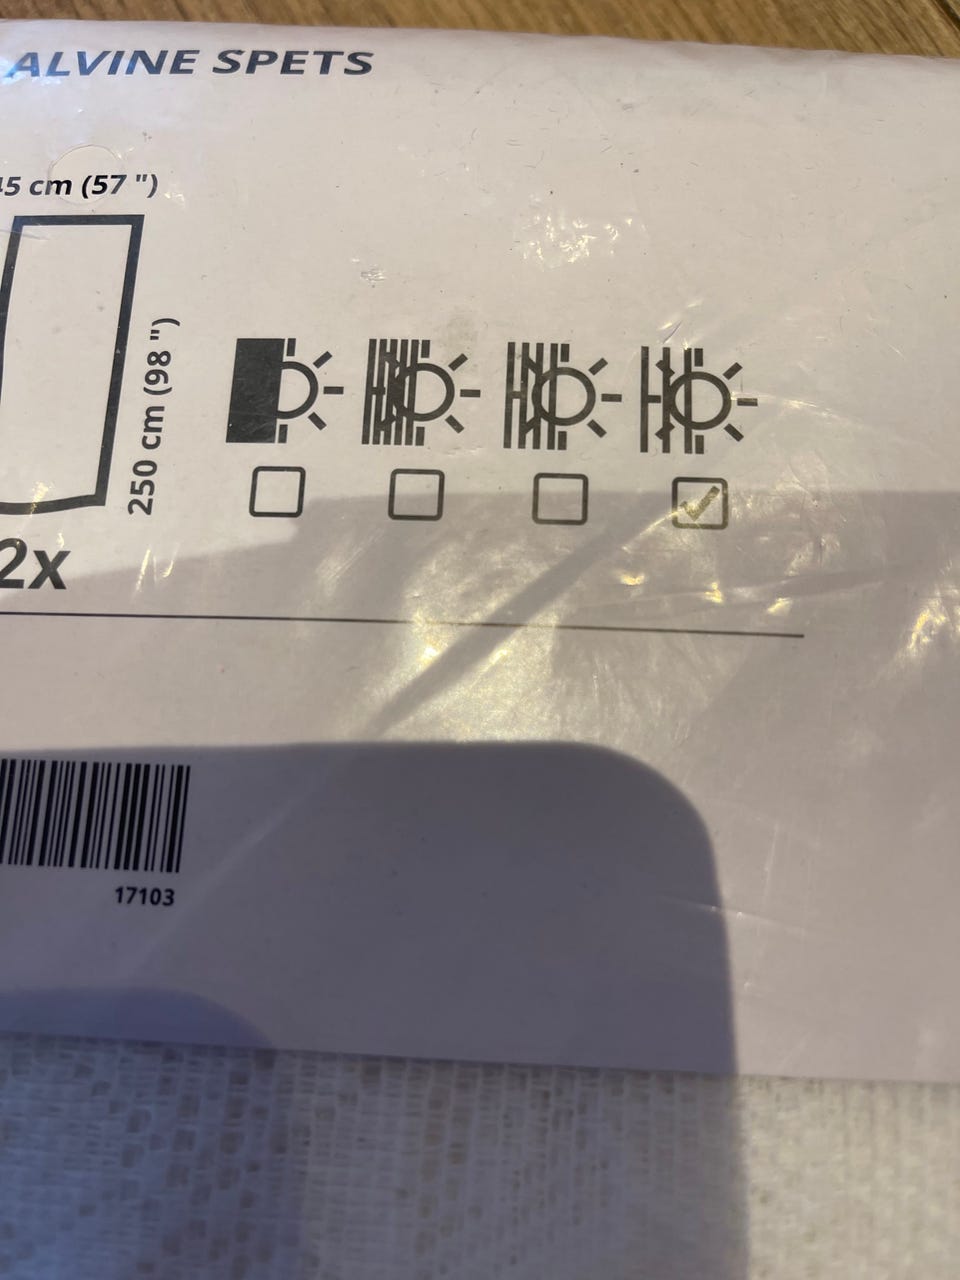 ALVINE SPETS
45 cm (57 ")
250 cm (98 ")
2x
17103